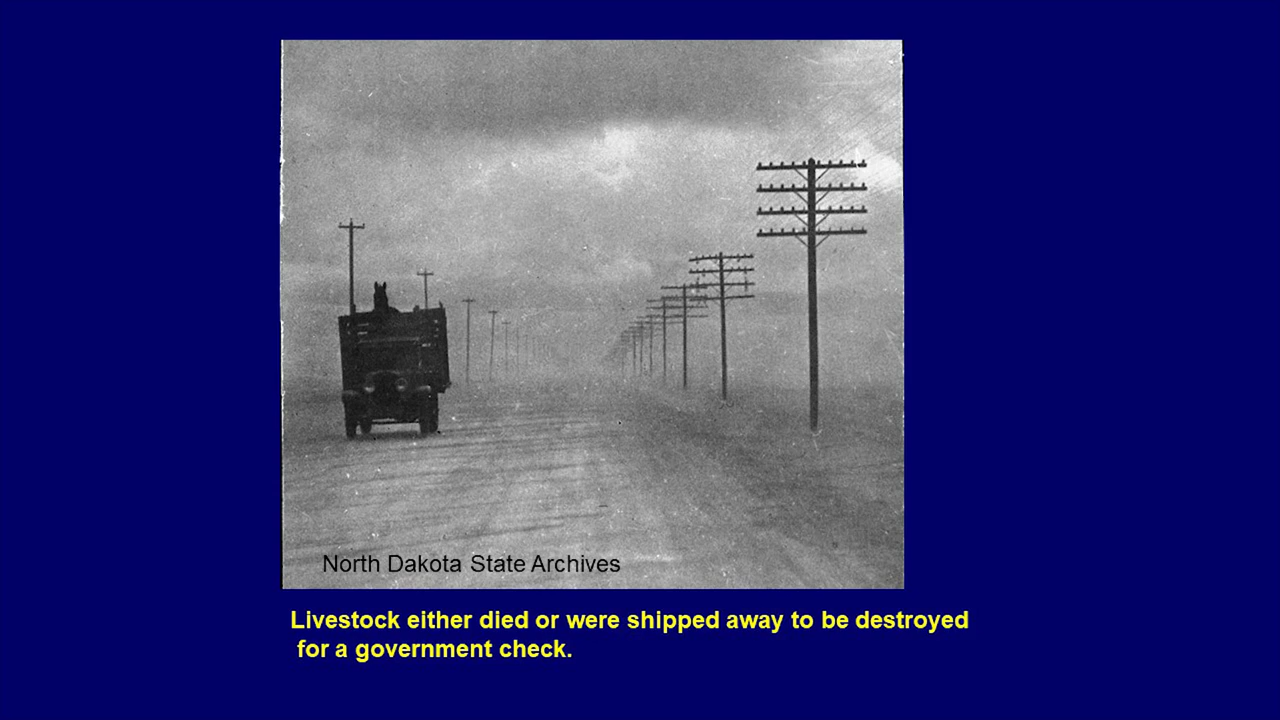 North Dakota State Archives
Livestock either died or were shipped away to be destroyed
for a government check.